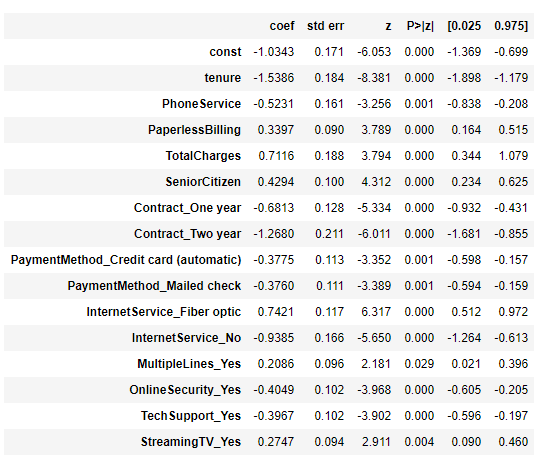 coef std err z P>|z| [0.025 0.975]
const -1.0343 0.171 -6.053 0.000 -1.369 -0.699
tenure -1.5386 0.184 -8.381 0.000 -1.898 -1.179
PhoneService -0.5231 0.161 -3.256 0.001 -0.838 -0.208
PaperlessBilling 0.3397 0.090 3.789 0.000 0.164 0.515
TotalCharges 0.7116 0.188 3.794 0.000 0.344 1.079
SeniorCitizen 0.4294 0.100 4.312 0.000 0.234 0.625
Contract_One year -0.6813 0.128 -5.334 0.000 -0.932 -0.431
Contract_Two year -1.2680 0.211 -6.011 0.000 -1.681 -0.855
PaymentMethod_Credit card (automatic) -0.3775 0.113 -3.352 0.001 -0.598 -0.157
PaymentMethod_Mailed check -0.3760 0.111 -3.389 0.001 -0.594 -0.159
InternetService_Fiber optic 0.7421 0.117 6.317 0.000 0.512 0.972
InternetService_No -0.9385 0.166 -5.650 0.000 -1.264 -0.613
MultipleLines_Yes 0.2086 0.096 2.181 0.029 0.021 0.396
OnlineSecurity_Yes -0.4049 0.102 -3.968 0.000 -0.605 -0.205
TechSupport_Yes -0.3967 0.102 -3.902 0.000 -0.596 -0.197
StreamingTV_Yes 0.2747 0.094 2.911 0.004 0.090 0.460